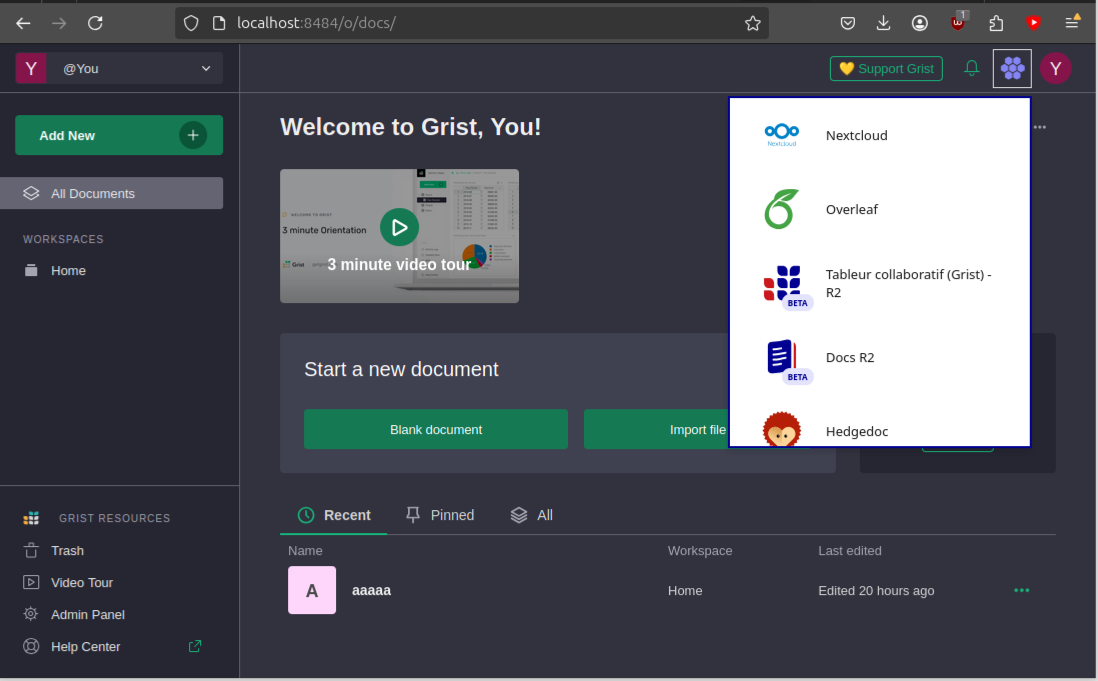 localhost:8484/o/docs/
1
Y
@You
💛 Support Grist
Y
Add New
All Documents
WORKSPACES
Home
Welcome to Grist, You!
3 minute Orientation
Grist
3 minute video tour
Start a new document
Blank document
Import file
Nextcloud
Nextcloud
Overleaf
Tableur collaboratif (Grist) -
R2
BETA
Docs R2
BETA
Hedgedoc
Recent
Pinned
All
Name
Workspace
Last edited
A
aaaaa
Home
Edited 20 hours ago
GRIST RESOURCES
Trash
Video Tour
Admin Panel
Help Center